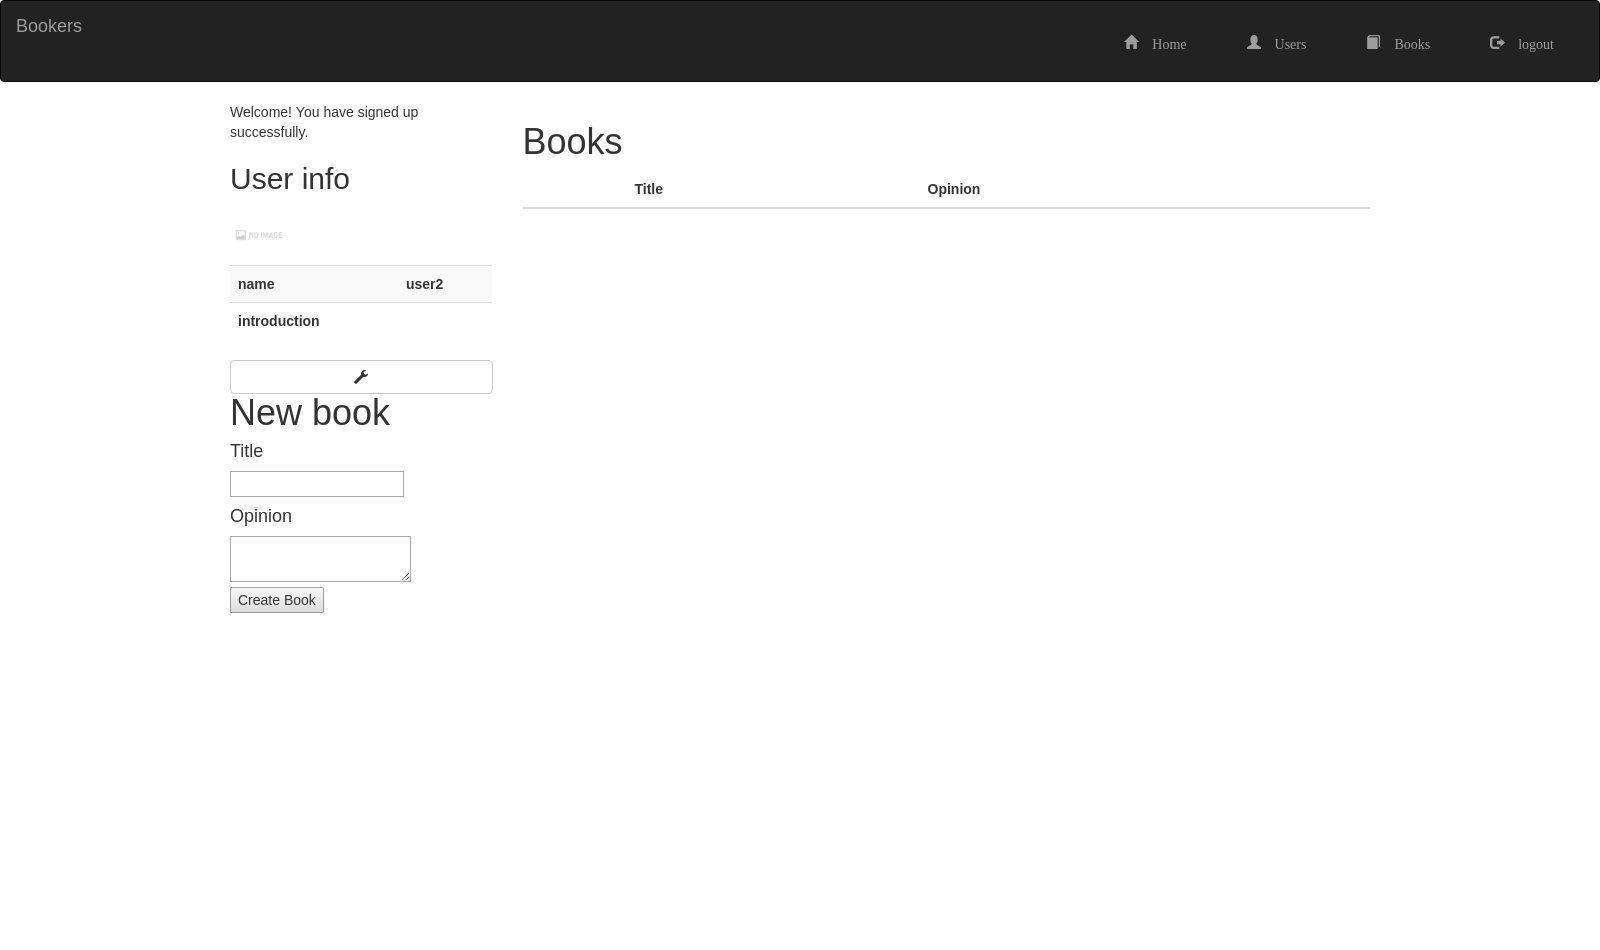 Bookers
Home
Users
Books
logout
Welcome! You have signed up
successfully.
User info
NO IMAGE
name user2
introduction
New book
Title
Opinion
Create Book
Books
Title Opinion